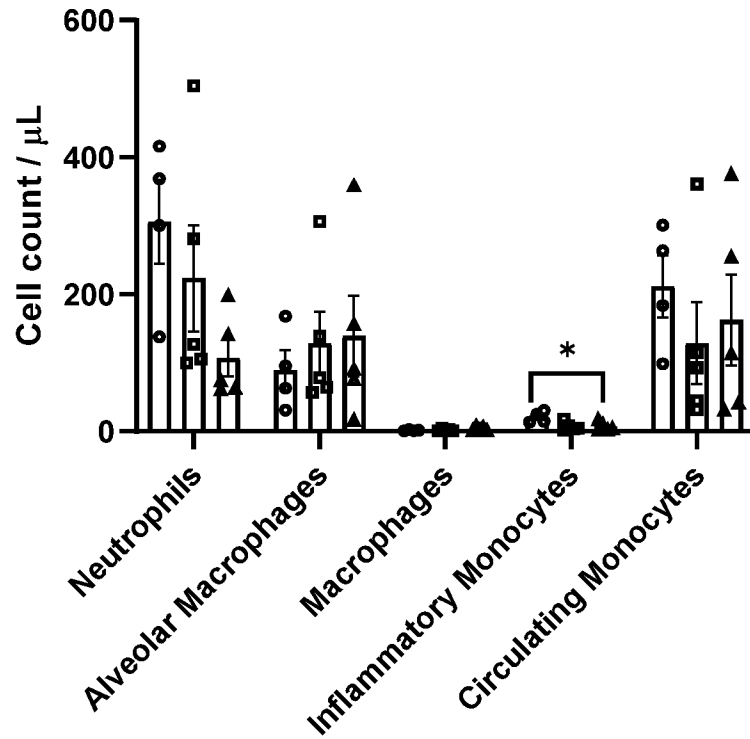 600
400
200
0
Cell count / μL
*
Neutrophils
Alveolar Macrophages
Macrophages
Inflammatory Monocytes
Circulating Monocytes